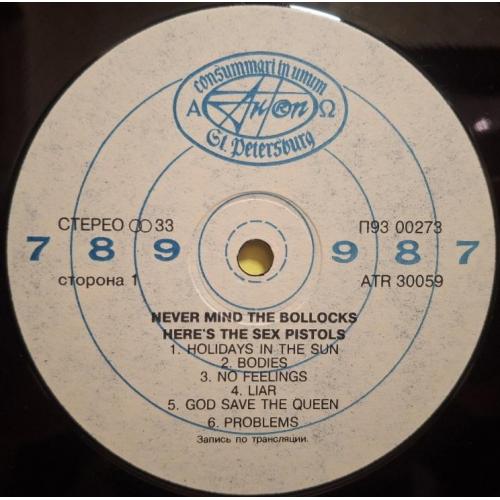 consummari in unum
A АнТрон Ω
St. Petersburg
СТЕРЕО 33 П93 00273
7 8 9 9 8 7
сторона 1 ATR 30059
NEVER MIND THE BOLLOCKS
HERE'S THE SEX PISTOLS
1. HOLIDAYS IN THE SUN
2. BODIES
3. NO FEELINGS
4. LIAR
5. GOD SAVE THE QUEEN
6. PROBLEMS
Запись по трансляции.